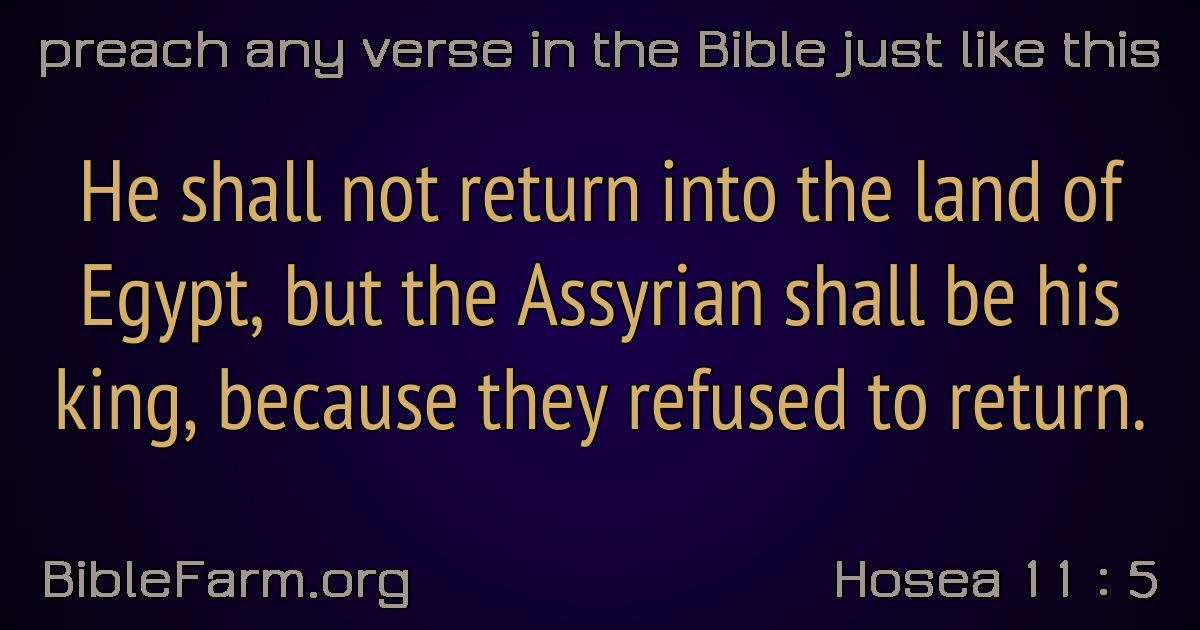 preach any verse in the Bible just like this
He shall not return into the land of
Egypt, but the Assyrian shall be his
king, because they refused to return.
BibleFarm.org
Hosea 11 : 5